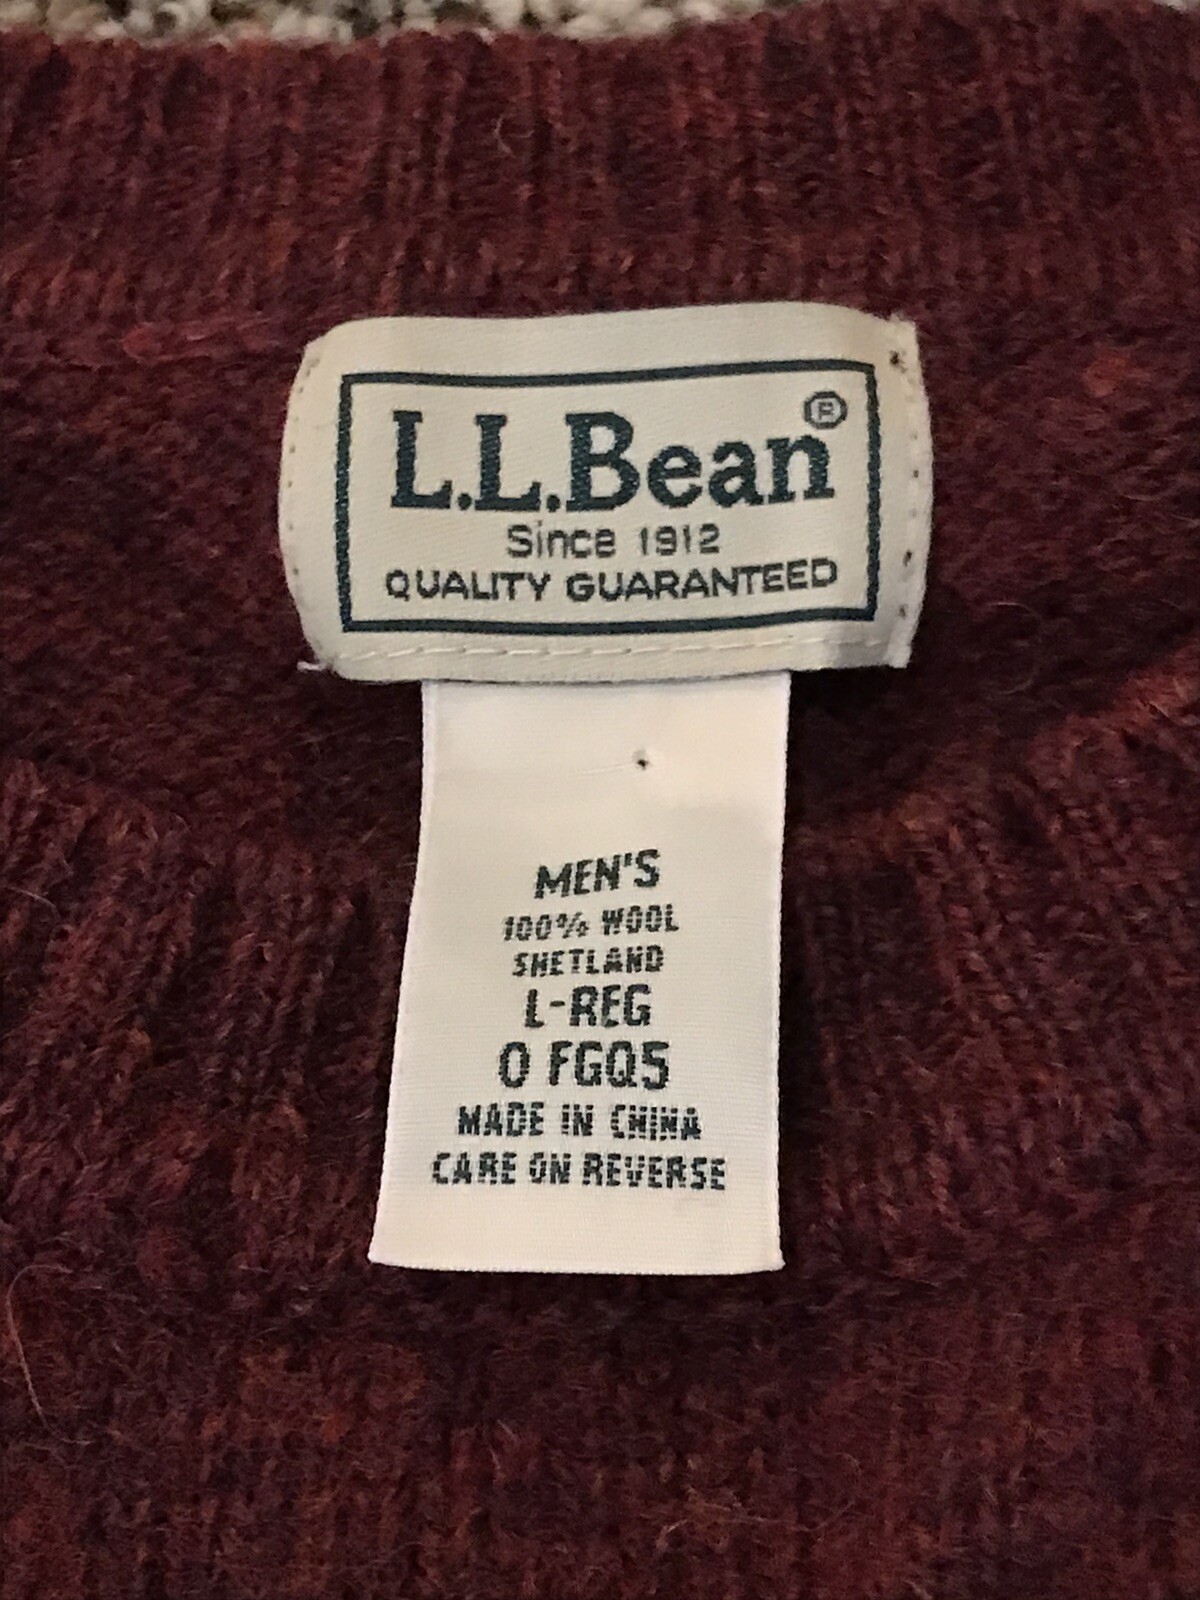 L.L.Bean®
Since 1912
QUALITY GUARANTEED
MEN'S
100% WOOL
SHETLAND
L-REG
0 FGQ5
MADE IN CHINA
CARE ON REVERSE